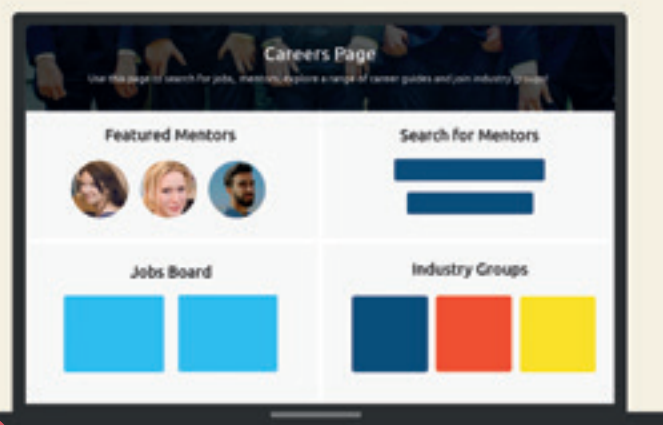 Careers Page
Use this page to search for jobs, mentors, explore a range of career guides and join industry groups!
Featured Mentors
Search for Mentors
Jobs Board
Industry Groups